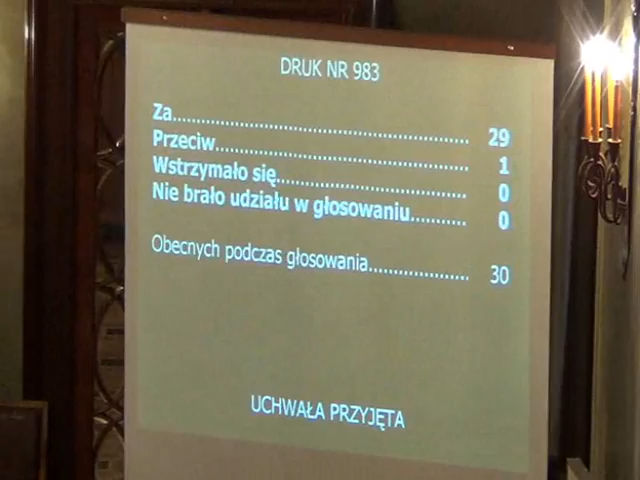 DRUK NR 983
Za........................................................ 29
Przeciw................................................ 1
Wstrzymało się.................................... 0
Nie brało udziału w głosowaniu.......... 0
Obecnych podczas głosowania................... 30
UCHWAŁA PRZYJĘTA